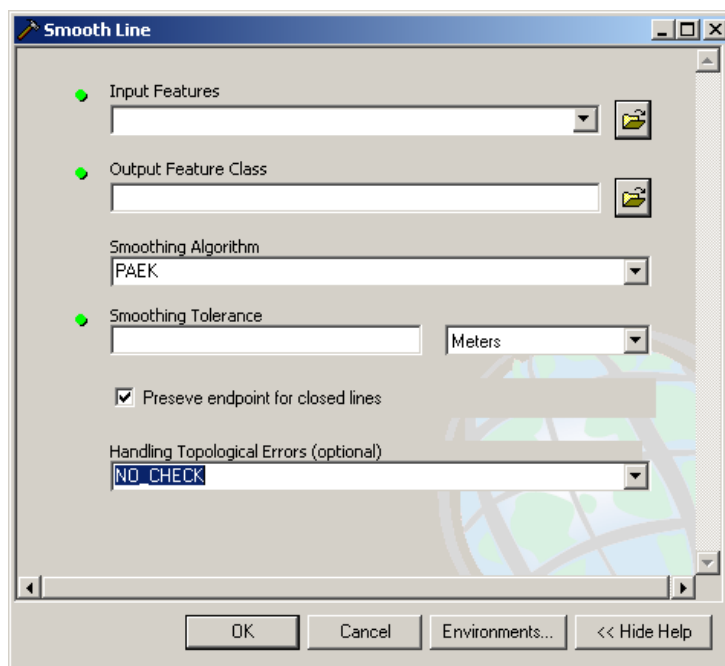 Smooth Line
Input Features
Output Feature Class
Smoothing Algorithm
PAEK
Smoothing Tolerance
Meters
Preseve endpoint for closed lines
Handling Topological Errors (optional)
NO_CHECK
OK
Cancel
Environments...
<< Hide Help